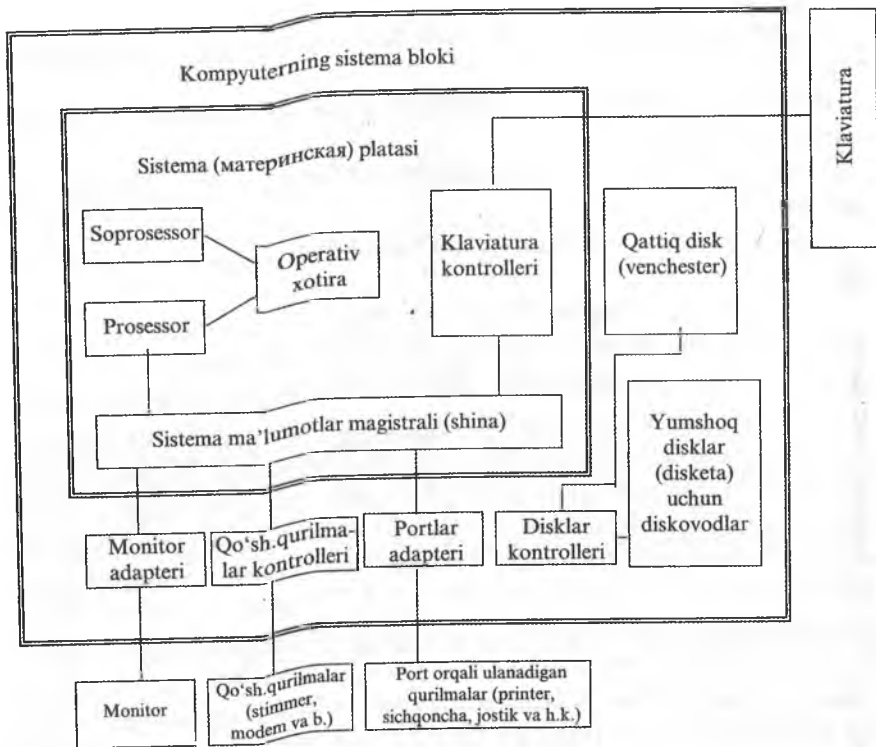 Kompyuterning sistema bloki
Klaviatura
Sistema (материнская) platasi
Soprosessor
Operativ
xotira
Prosessor
Klaviatura
kontrolleri
Qattiq disk
(venchester)
Sistema ma’lumotlar magistrali (shina)
Yumshoq
disklar
(disketa)
uchun
diskovodlar
Monitor
adapteri
Qo‘sh.qurilma-
lar kontrolleri
Portlar
adapteri
Disklar
kontrolleri
Monitor
Qo‘sh.qurilmalar
(stimmer,
modem va b.)
Port orqali ulanadigan
qurilmalar (printer,
sichqoncha, jostik va h.k.)